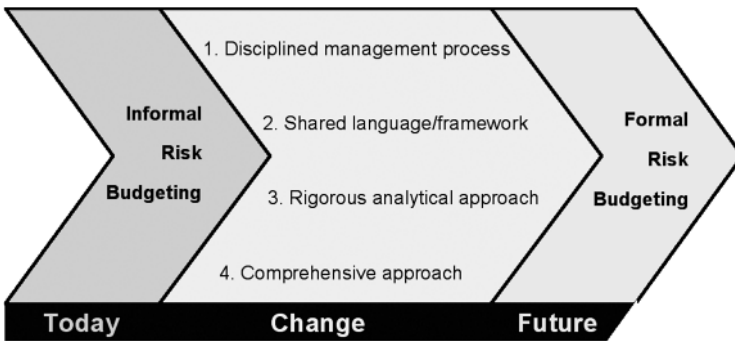 1. Disciplined management process
Informal
Risk
Budgeting
2. Shared language/framework
3. Rigorous analytical approach
4. Comprehensive approach
Formal
Risk
Budgeting
Today
Change
Future